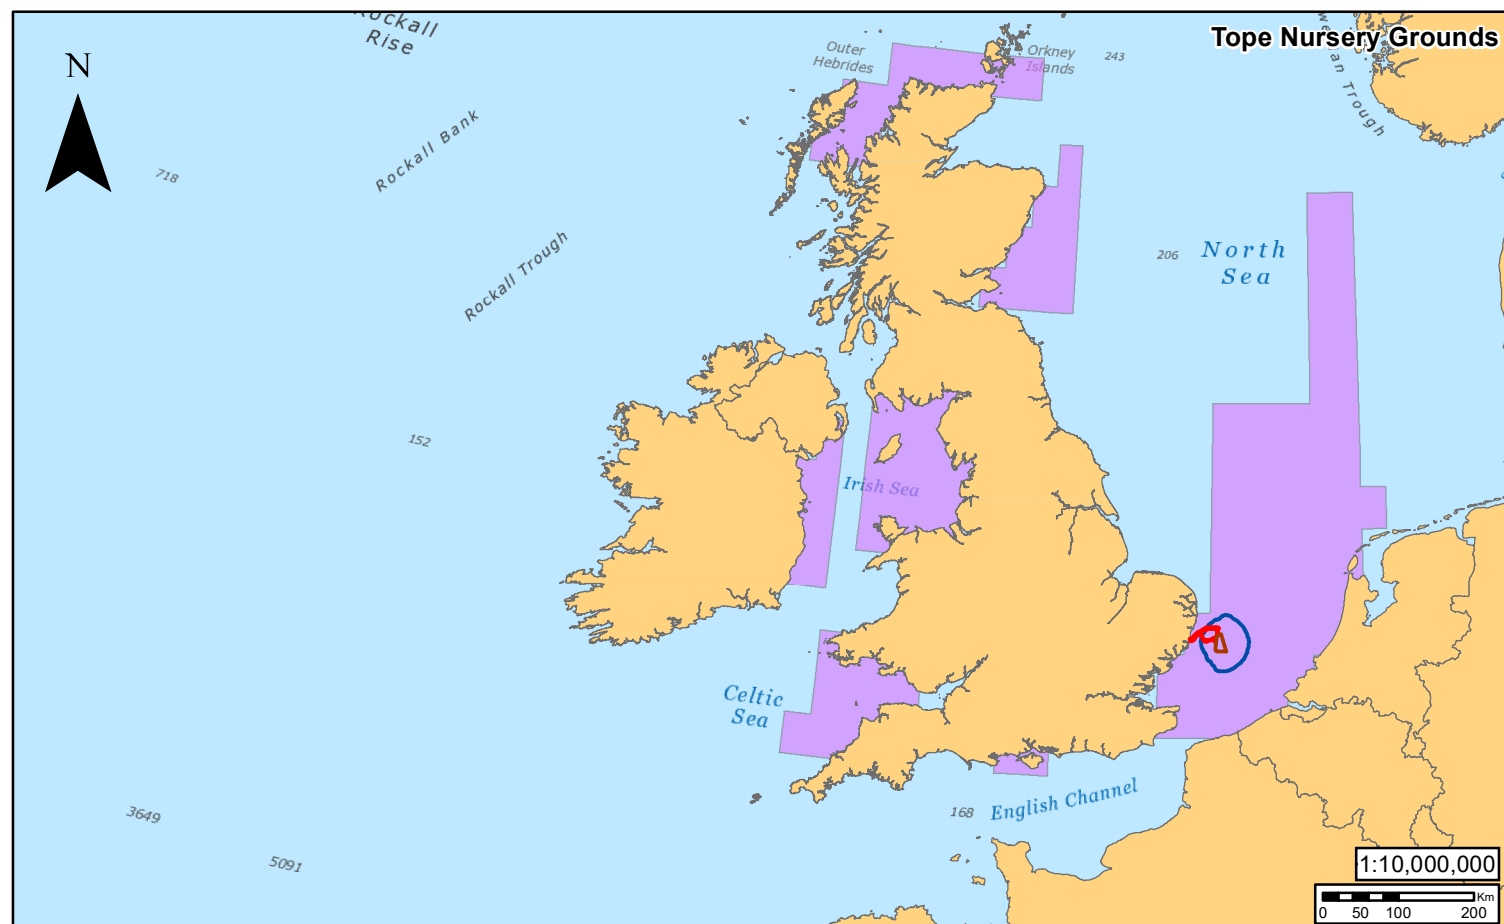 Rockall
Rise
Tope Nursery Grounds
N
Outer
Hebrides
Orkney
Islands
243
wegian Trough
Rockall Bank
718
Rockall Trough
206
North
Sea
152
Irish Sea
Celtic
Sea
English Channel
168
3649
5091
1:10,000,000
Km
0 50 100 200